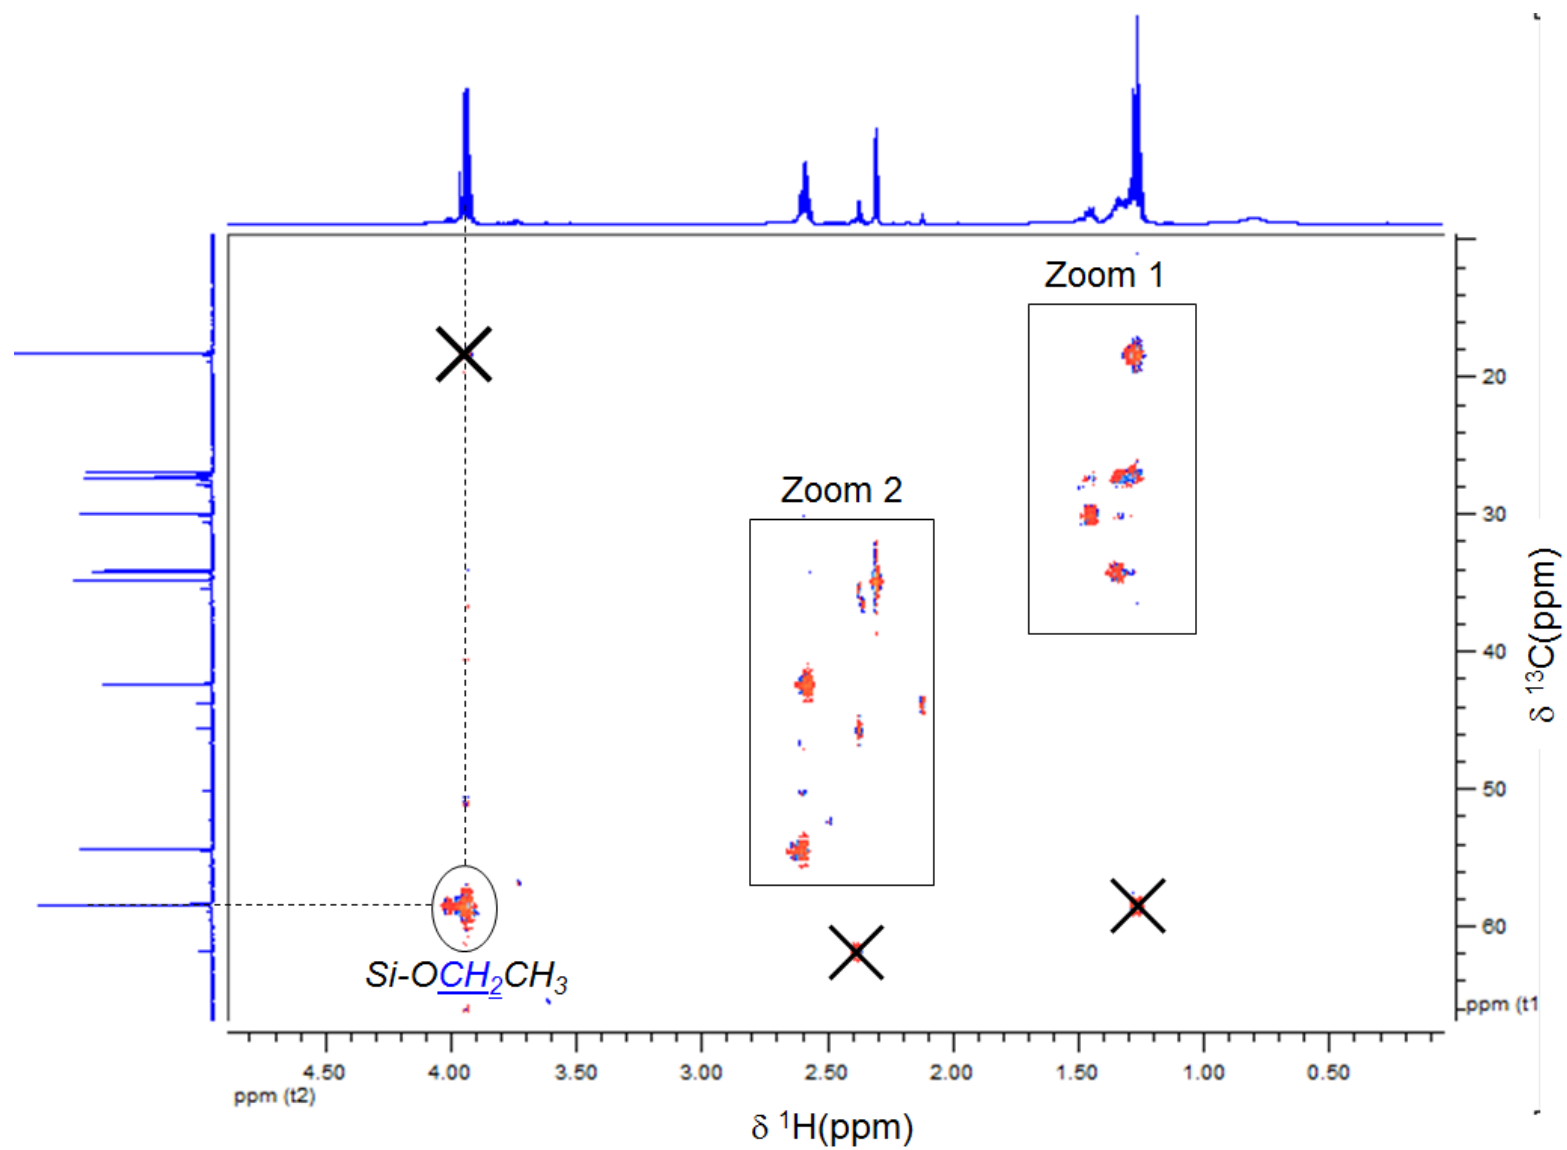 Zoom 1
20
Zoom 2
30
40
50
60
Si-OCH2CH3
ppm (t1
δ 13C(ppm)
4.50 4.00 3.50 3.00 2.50 2.00 1.50 1.00 0.50
ppm (t2)
δ 1H(ppm)